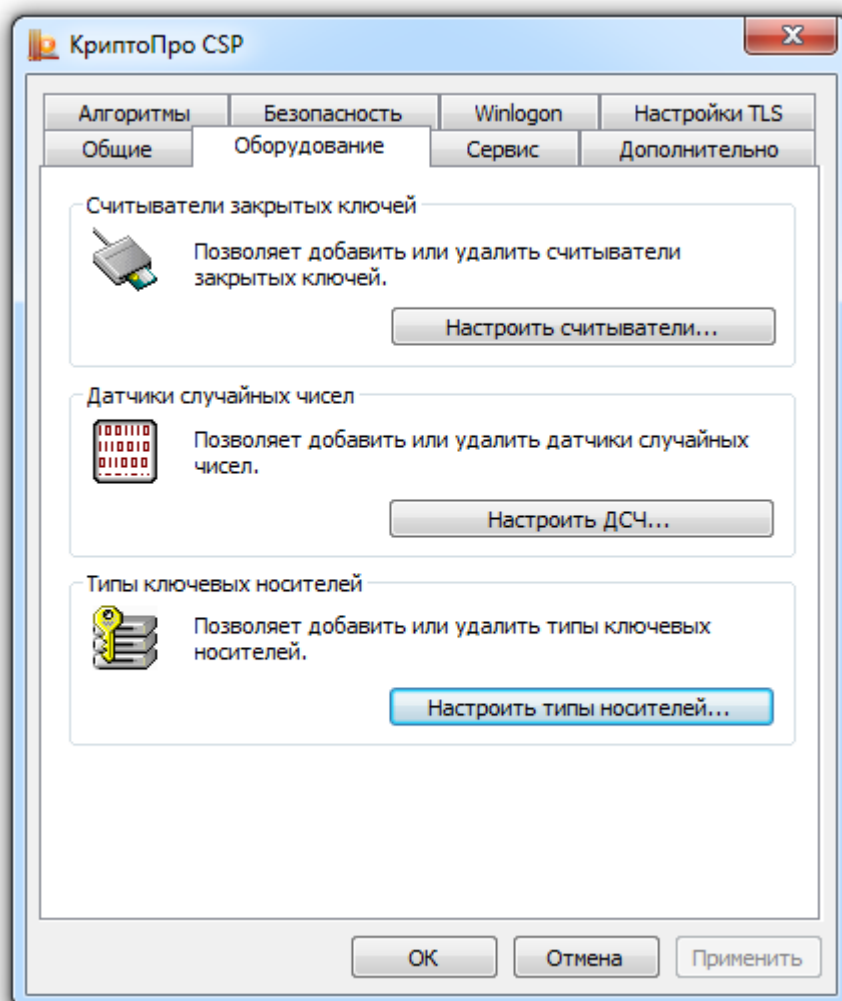 КриптоПро CSP
Алгоритмы Безопасность Winlogon Настройки TLS
Общие Оборудование Сервис Дополнительно
Считыватели закрытых ключей
Позволяет добавить или удалить считыватели
закрытых ключей.
Настроить считыватели...
Датчики случайных чисел
Позволяет добавить или удалить датчики случайных
чисел.
Настроить ДСЧ...
Типы ключевых носителей
Позволяет добавить или удалить типы ключевых
носителей.
Настроить типы носителей...
ОК Отмена Применить